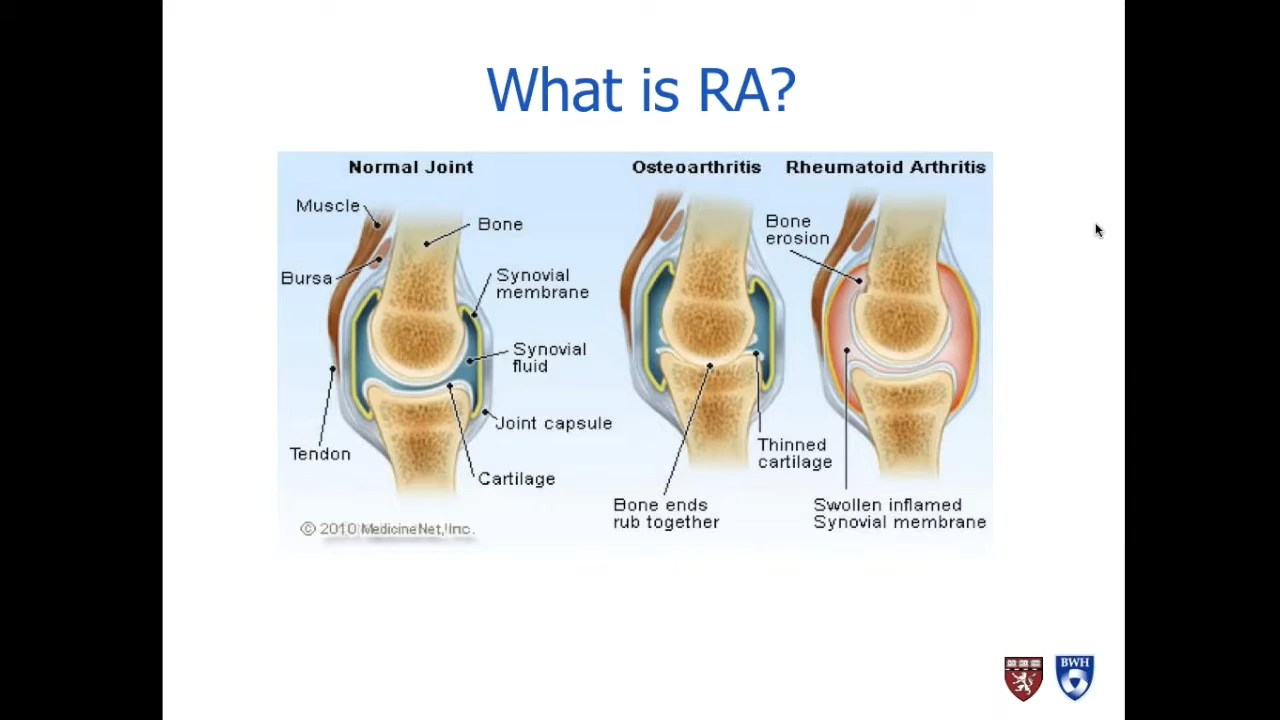 What is RA?
Normal Joint
Muscle
Bone
Bursa
Synovial
membrane
Synovial
fluid
Joint capsule
Tendon
Cartilage
© 2010 MedicineNet, Inc.
Osteoarthritis
Thinned
cartilage
Bone ends
rub together
Rheumatoid Arthritis
Bone
erosion
Swollen inflamed
Synovial membrane
BWH